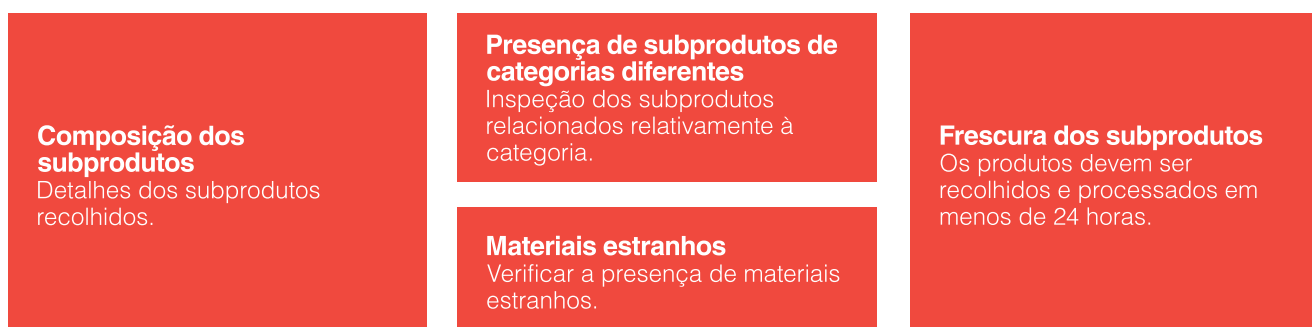 Composição dos
subprodutos
Detalhes dos subprodutos
recolhidos.
Presença de subprodutos de
categorias diferentes
Inspeção dos subprodutos
relacionados relativamente à
categoria.
Materiais estranhos
Verificar a presença de materiais
estranhos.
Frescura dos subprodutos
Os produtos devem ser
recolhidos e processados em
menos de 24 horas.